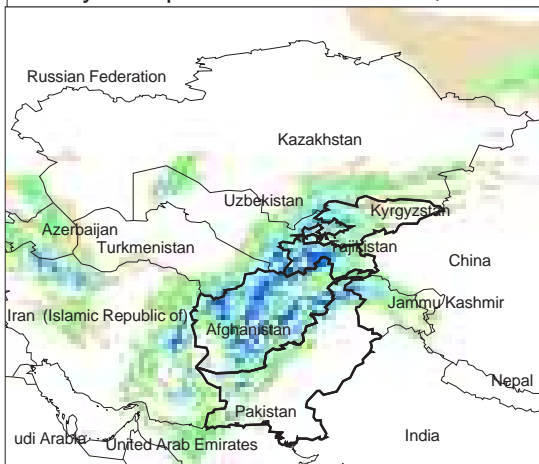 Russian Federation
Kazakhstan
Uzbekistan
Kyrgyzstan
Azerbaijan
Turkmenistan
Tajikistan
China
Jammu/Kashmir
Iran (Islamic Republic of)
Afghanistan
Nepal
Pakistan
India
udi Arabia
United Arab Emirates